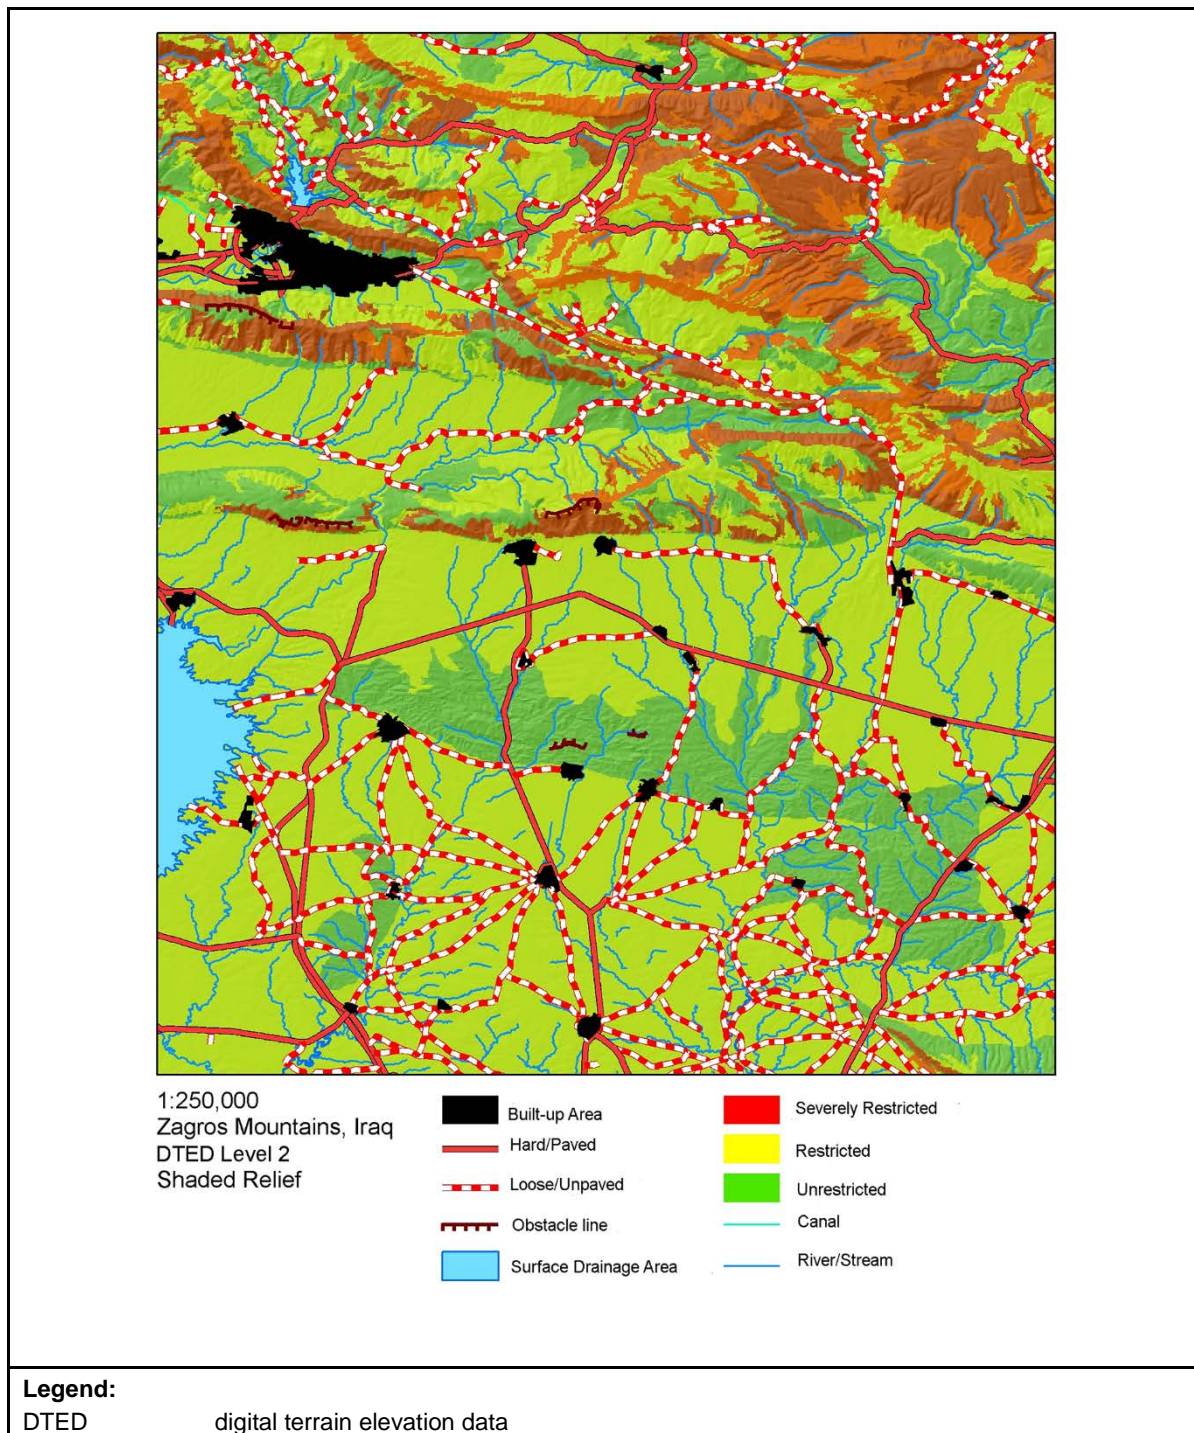 1:250,000
Zagros Mountains, Iraq
DTED Level 2
Shaded Relief
Built-up Area
Hard/Paved
Loose/Unpaved
Obstacle line
Surface Drainage Area
Severely Restricted
Restricted
Unrestricted
Canal
River/Stream
Legend:
DTED digital terrain elevation data